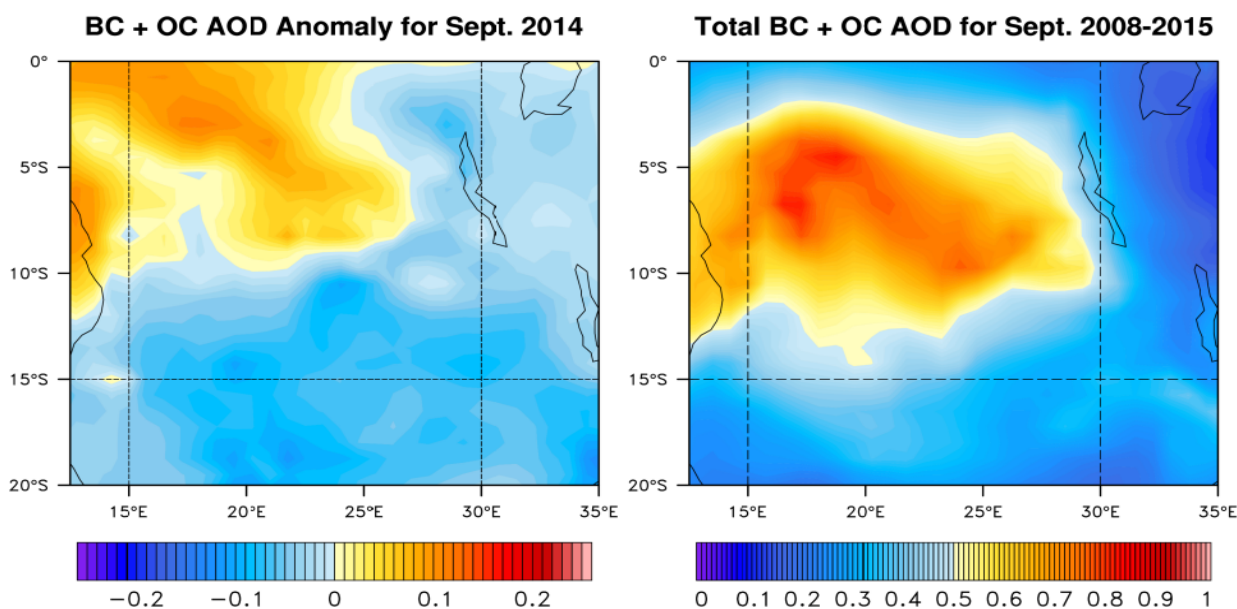 BC + OC AOD Anomaly for Sept. 2014
0°
5°S
10°S
15°S
20°S
15°E 20°E 25°E 30°E 35°E
−0.2 −0.1 0 0.1 0.2
Total BC + OC AOD for Sept. 2008-2015
0°
5°S
10°S
15°S
20°S
15°E 20°E 25°E 30°E 35°E
0 0.1 0.2 0.3 0.4 0.5 0.6 0.7 0.8 0.9 1